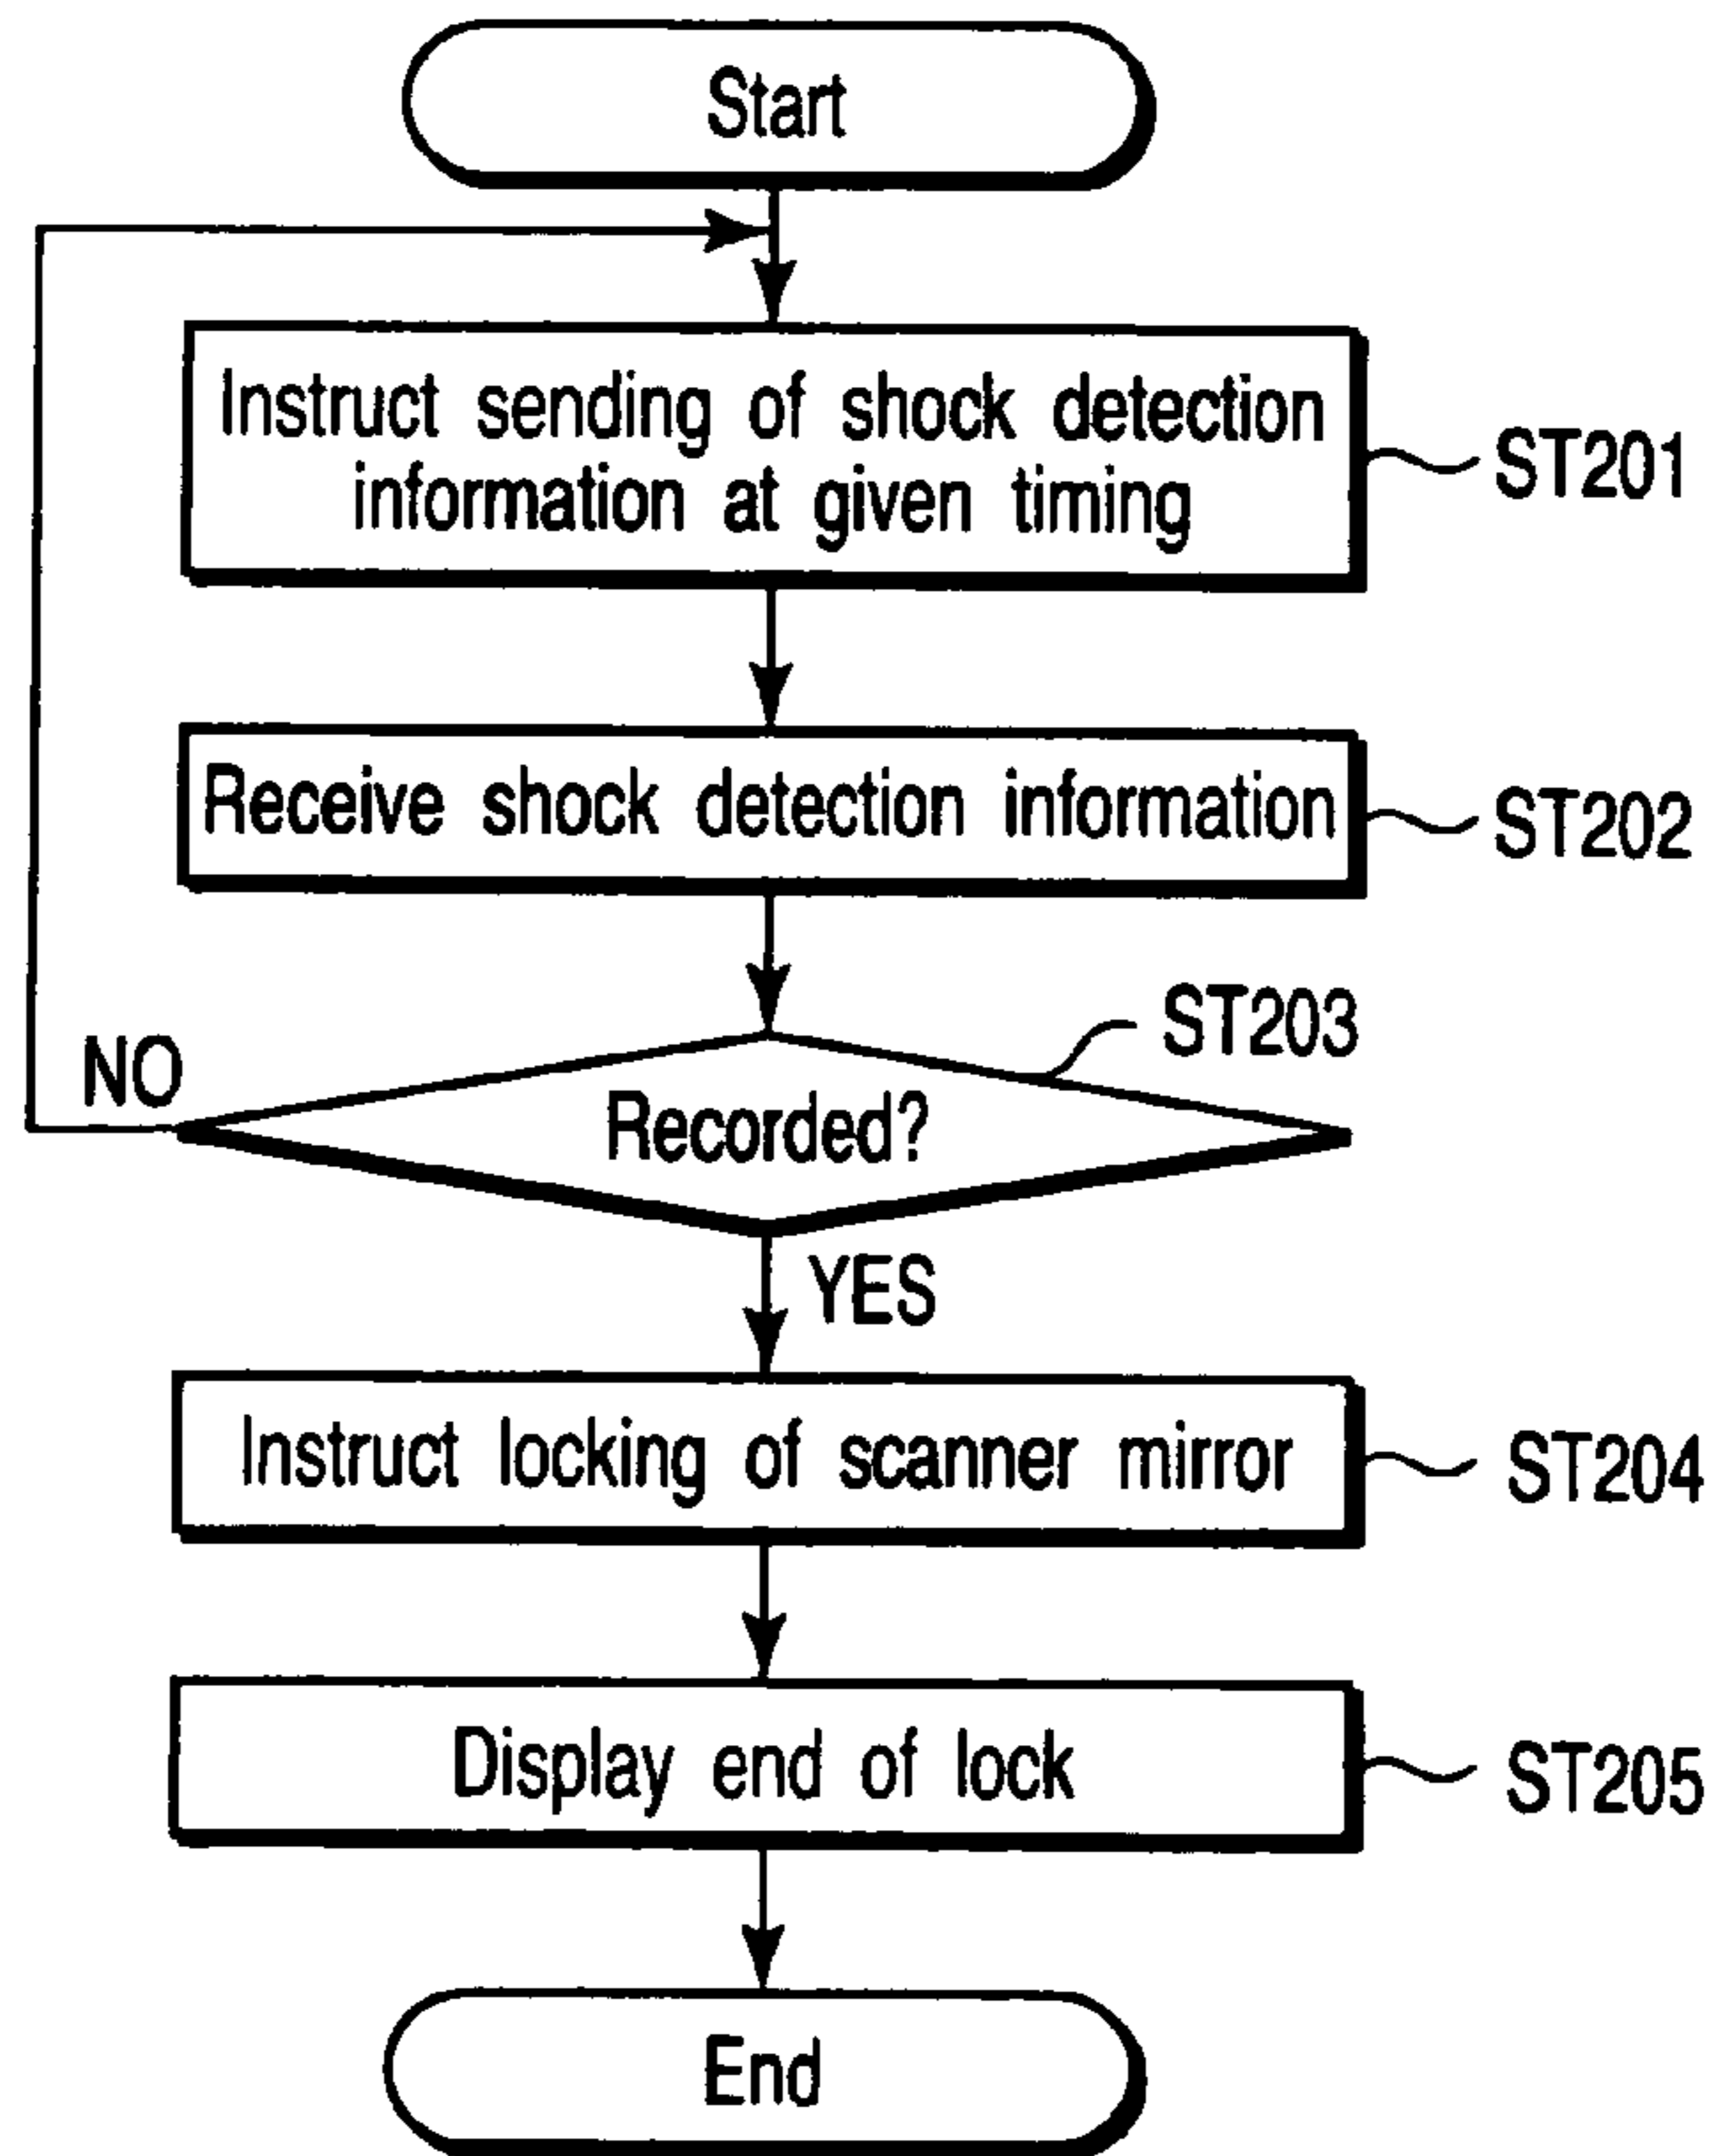 Start
Instruct sending of shock detection
information at given timing
ST201
Receive shock detection information
ST202
ST203
NO
Recorded?
YES
Instruct locking of scanner mirror
ST204
Display end of lock
ST205
End